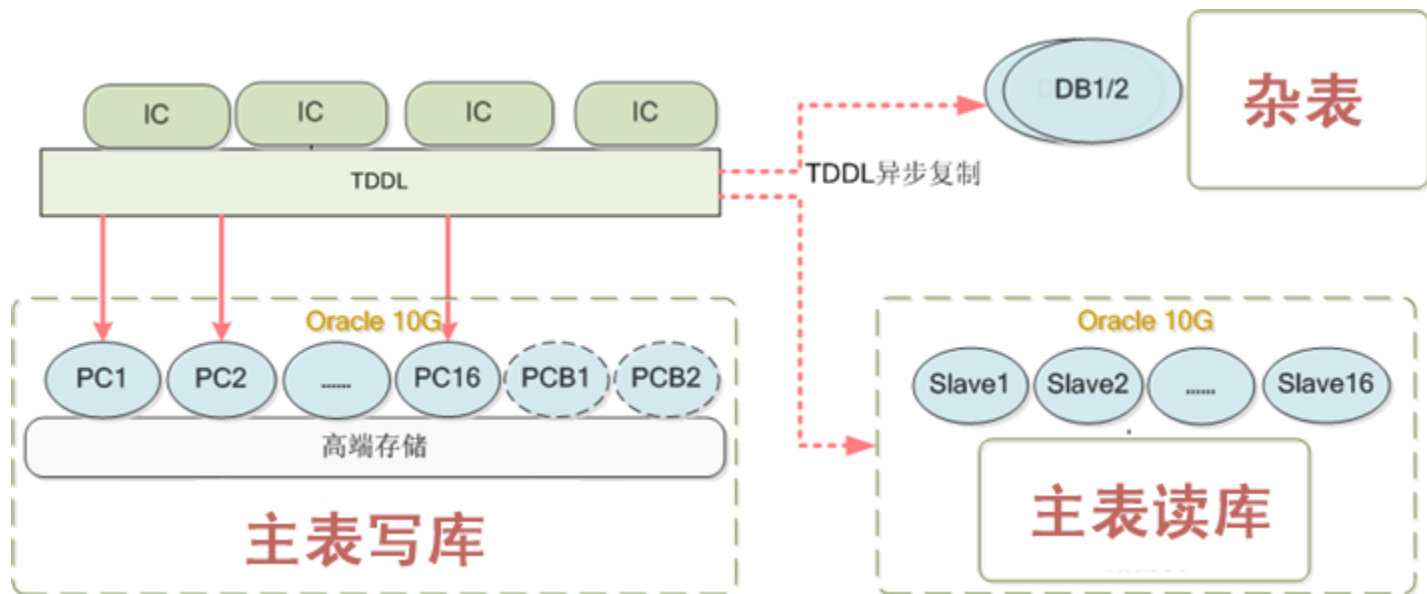 IC
IC
IC
IC
TDDL
TDDL异步复制
DB1/2
杂表
Oracle 10G
PC1
PC2
......
PC16
PCB1
PCB2
高端存储
主表写库
Oracle 10G
Slave1
Slave2
......
Slave16
主表读库